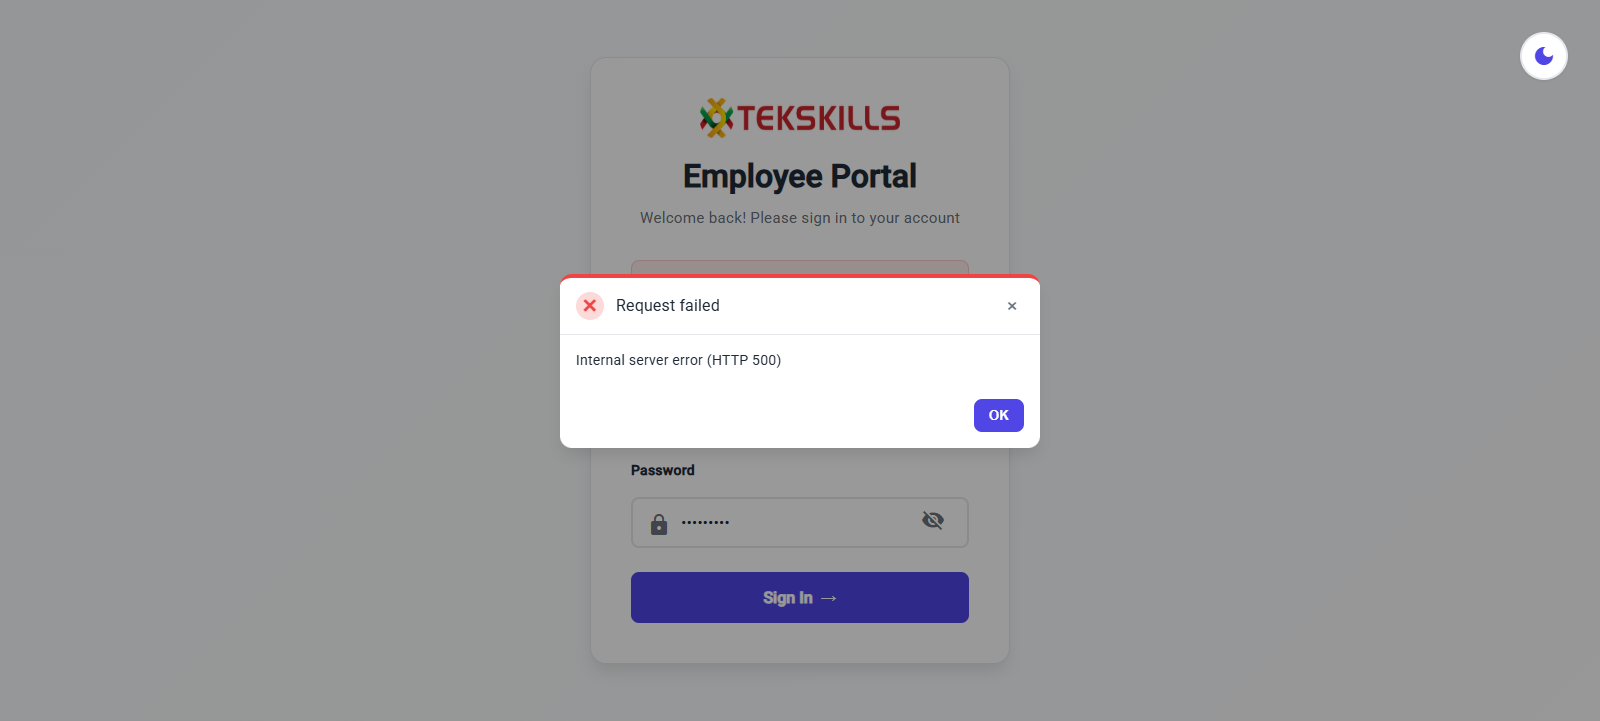 TEKSKILLS
Employee Portal
Welcome back! Please sign in to your account
Request failed
×
Internal server error (HTTP 500)
OK
Password
•••••••••
Sign In →